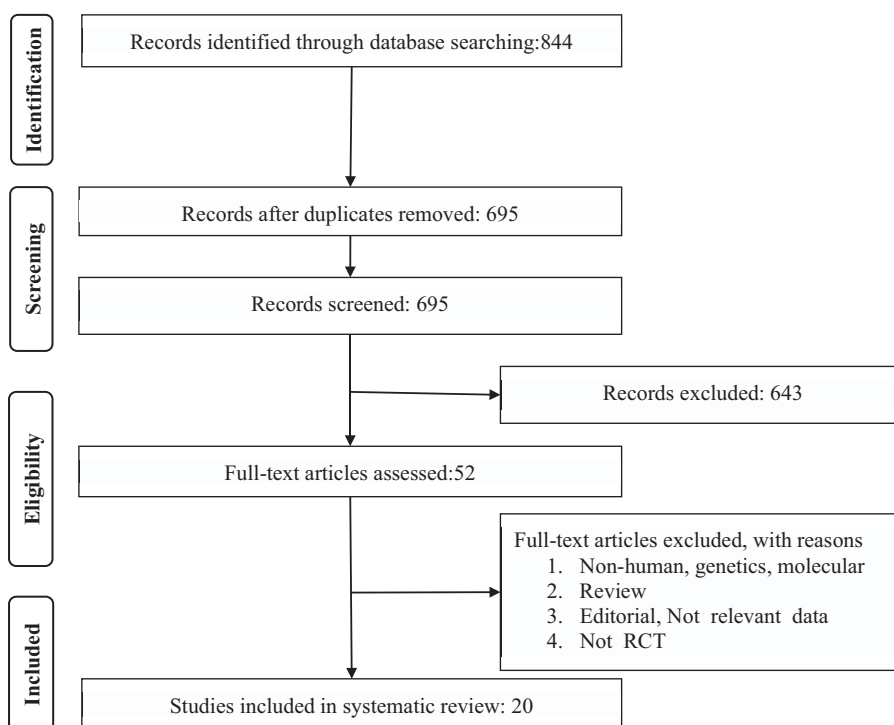 Identification
Records identified through database searching:844
Screening
Records after duplicates removed: 695
Records screened: 695
Records excluded: 643
Eligibility
Full-text articles assessed:52
Full-text articles excluded, with reasons
1. Non-human, genetics, molecular
2. Review
3. Editorial, Not relevant data
4. Not RCT
Included
Studies included in systematic review: 20